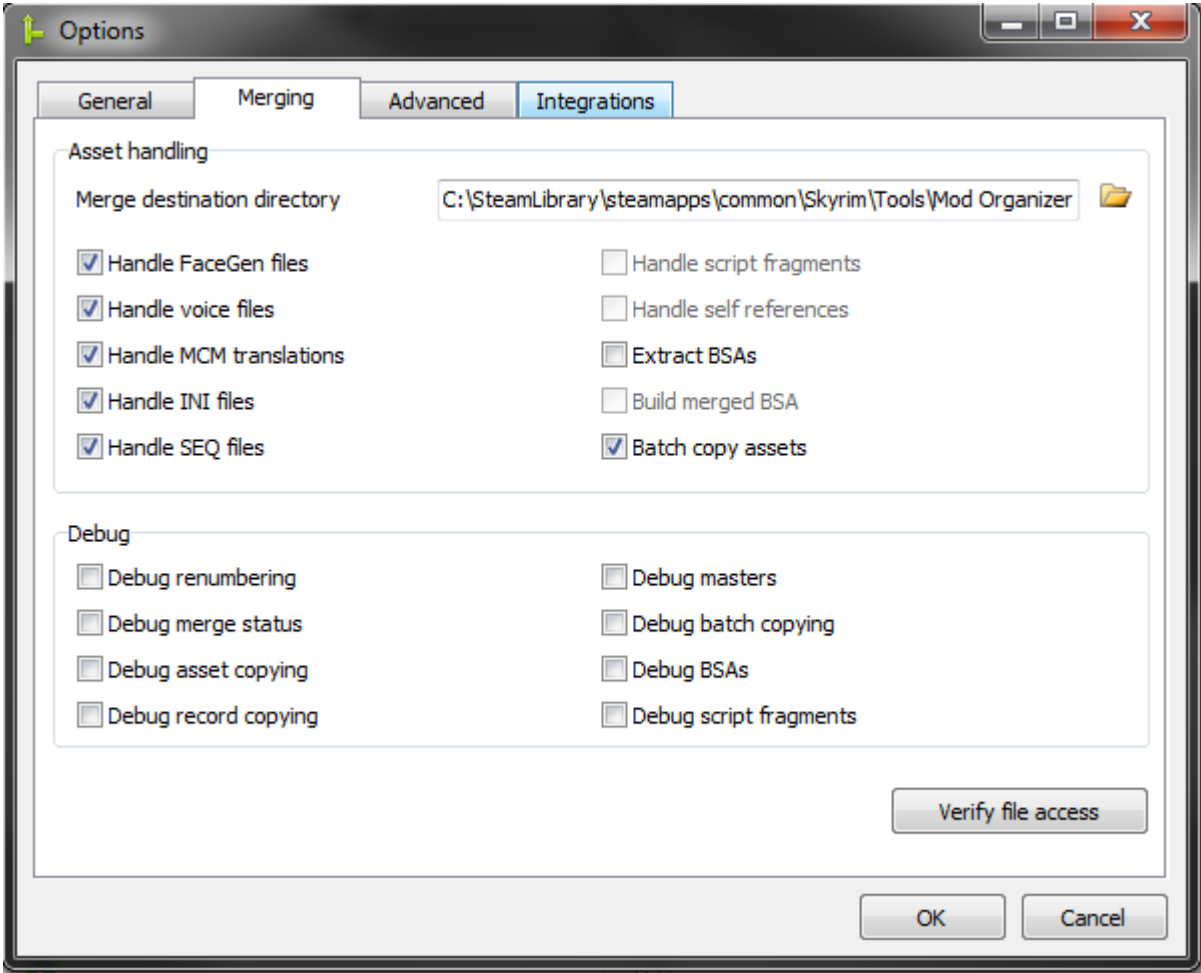 Options
General Merging Advanced Integrations
Asset handling
Merge destination directory C:\SteamLibrary\steamapps\common\Skyrim\Tools\Mod Organizer
Handle FaceGen files Handle script fragments
Handle voice files Handle self references
Handle MCM translations Extract BSAs
Handle INI files Build merged BSA
Handle SEQ files Batch copy assets
Debug
Debug renumbering Debug masters
Debug merge status Debug batch copying
Debug asset copying Debug BSAs
Debug record copying Debug script fragments
Verify file access
OK Cancel